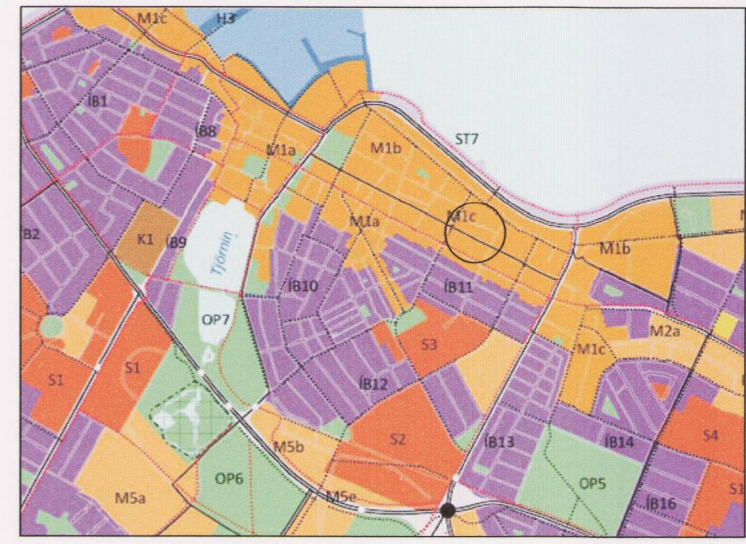 M1c
H3
ÍB1
ÍB8
M1a
M1b
ST7
M1a
M1c
ÍB9
K1
Tjörnin
M1b
ÍB10
ÍB11
OP7
M2a
S3
M1c
S1
S1
ÍB12
S2
ÍB13
ÍB14
S4
M5b
OP6
OP5
M5a
M5e
ÍB16